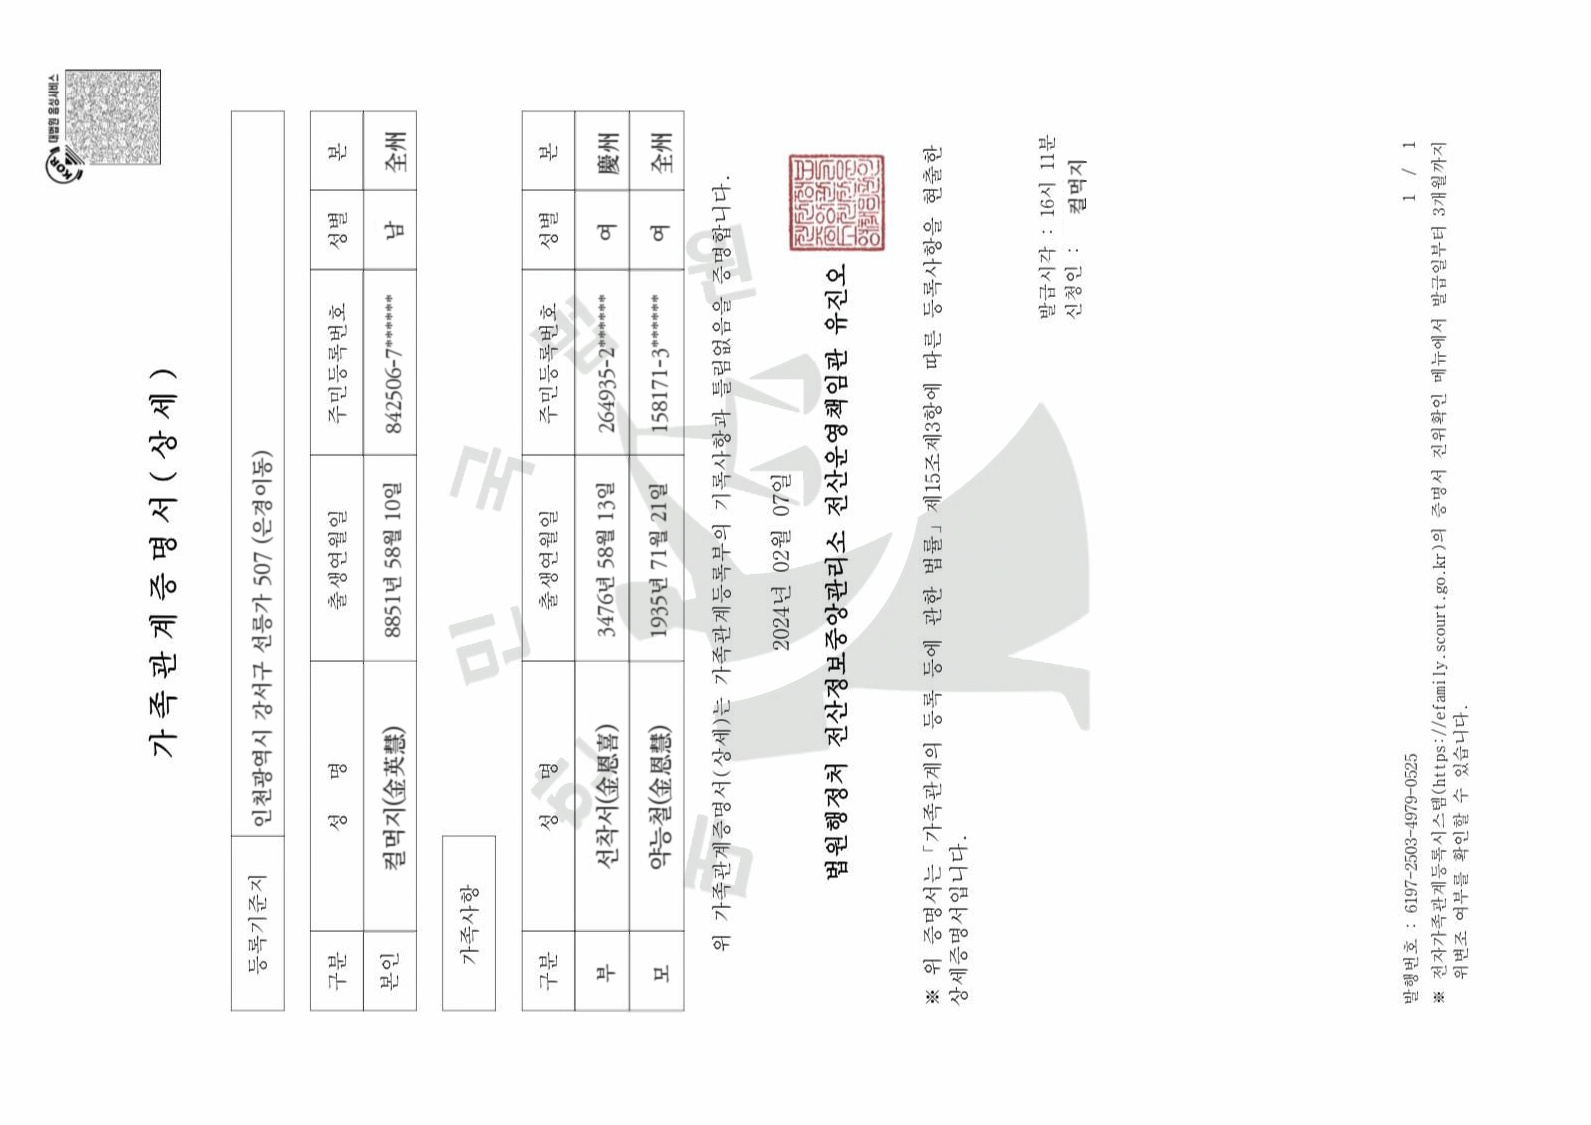 KOR 대법원 음성서비스
가족관계증명서(상세)
등록기준지 인천광역시 강서구 선릉가 507 (은경이동)
구분 성 명 출생연월일 주민등록번호 성별 본
본인 컬먹지(金英慧) 8851년 58월 10일 842506-7****** 남 全州
가족사항
구분 성 명 출생연월일 주민등록번호 성별 본
부 선착서(金恩喜) 3476년 58월 13일 264935-2****** 여 慶州
모 약능철(金恩慧) 1935년 71월 21일 158171-3****** 여 全州
위 가족관계증명서(상세)는 가족관계등록부의 기록사항과 틀림없음을 증명합니다.
2024년 02월 07일
법원행정처 전산정보중앙관리소 전산운영책임관 유진오
※ 위 증명서는「가족관계의 등록 등에 관한 법률」제15조제3항에 따른 등록사항을 현출한
상세증명서입니다.
발급시각 : 16시 11분
신청인 : 컬먹지
대한민국법원
발행번호 : 6197-2503-4979-0525 1 / 1
※ 전자가족관계등록시스템(https://efamily.scourt.go.kr)의 증명서 진위확인 메뉴에서 발급일부터 3개월까지
위변조 여부를 확인할 수 있습니다.